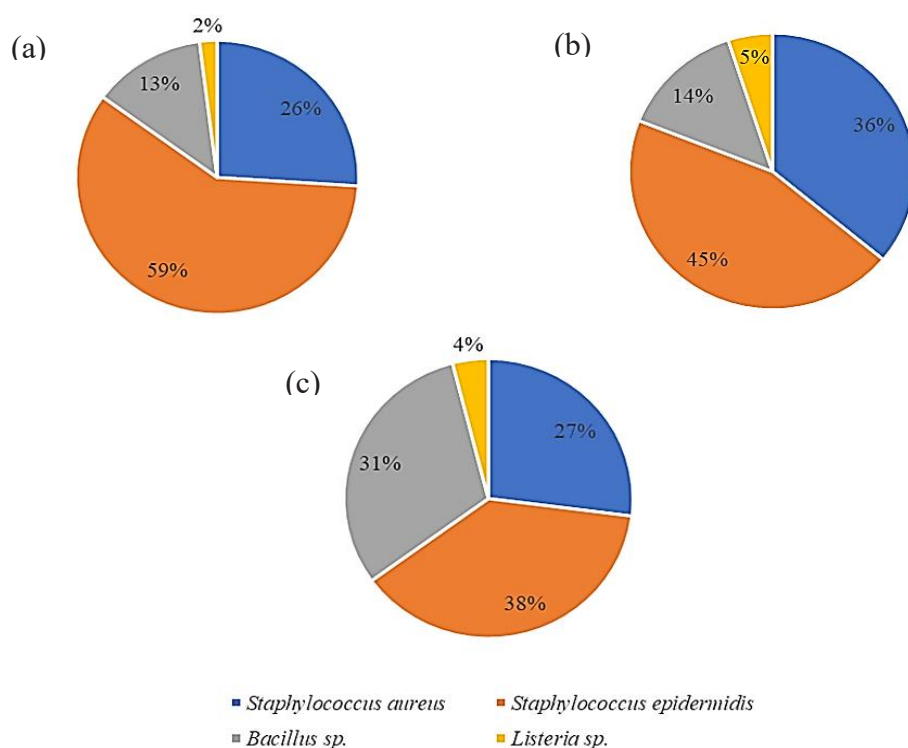 (a)
2%
13%
26%
59%
(b)
5%
14%
36%
45%
(c)
4%
27%
31%
38%
Staphylococcus aureus
Staphylococcus epidermidis
Bacillus sp.
Listeria sp.